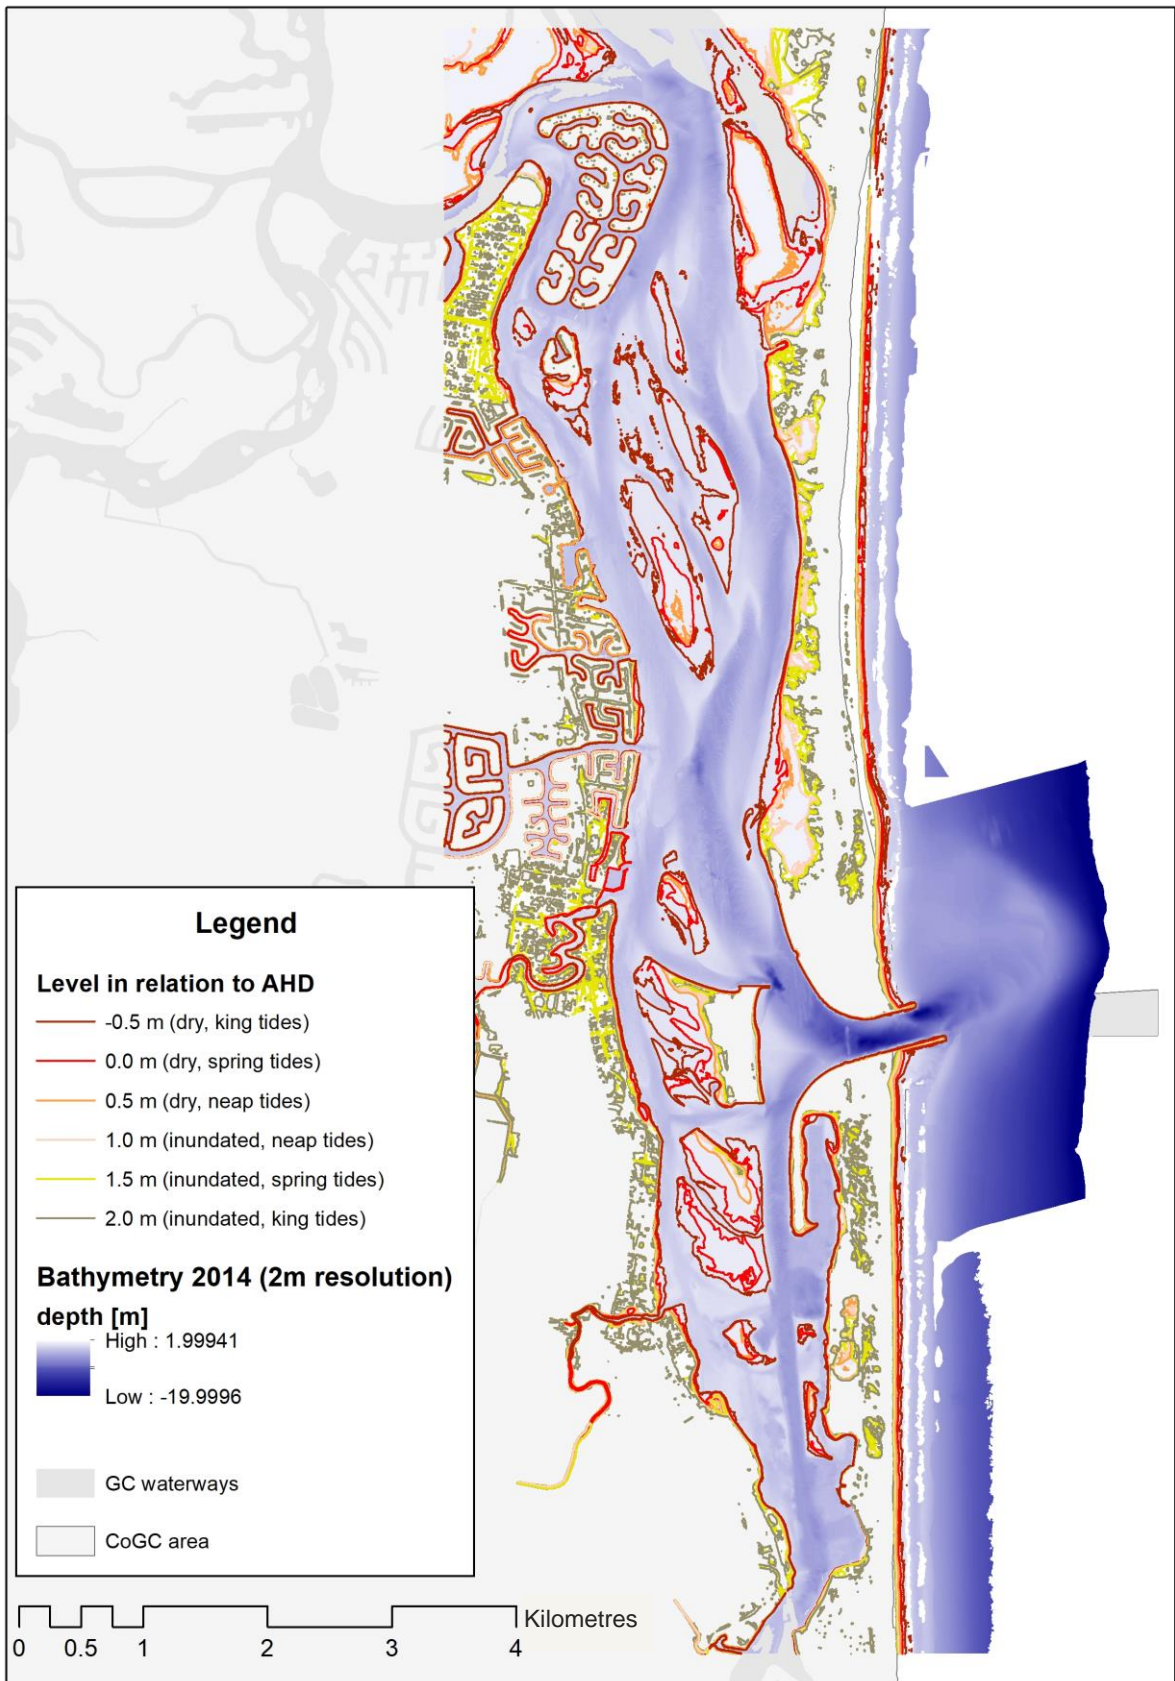 Legend
Level in relation to AHD
-0.5 m (dry, king tides)
0.0 m (dry, spring tides)
0.5 m (dry, neap tides)
1.0 m (inundated, neap tides)
1.5 m (inundated, spring tides)
2.0 m (inundated, king tides)
Bathymetry 2014 (2m resolution)
depth [m]
High : 1.99941
Low : -19.9996
GC waterways
CoGC area
Kilometres
0 0.5 1 2 3 4